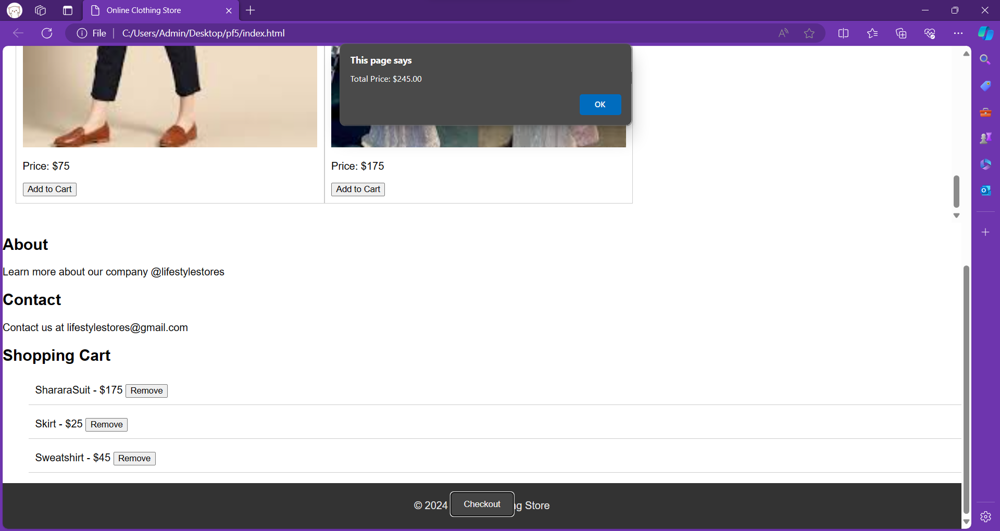 Online Clothing Store
File
C:/Users/Admin/Desktop/pf5/index.html
This page says
Total Price: $245.00
OK
Price: $75
Price: $175
Add to Cart
Add to Cart
About
Learn more about our company @lifestylestores
Contact
Contact us at lifestylestores@gmail.com
Shopping Cart
ShararaSuit - $175 Remove
Skirt - $25 Remove
Sweatshirt - $45 Remove
© 2024 Checkout ng Store